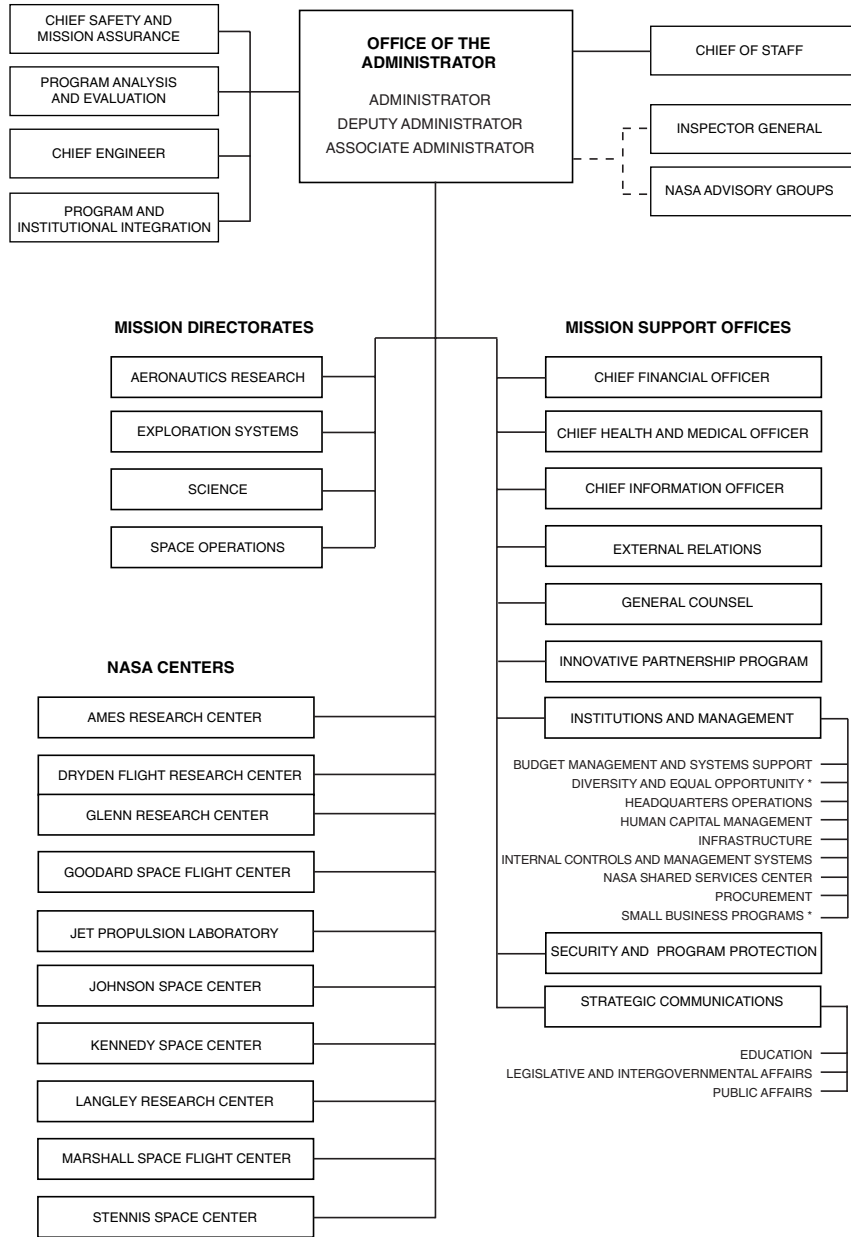 CHIEF SAFETY AND
MISSION ASSURANCE
PROGRAM ANALYSIS
AND EVALUATION
CHIEF ENGINEER
PROGRAM AND
INSTITUTIONAL INTEGRATION
OFFICE OF THE
ADMINISTRATOR
ADMINISTRATOR
DEPUTY ADMINISTRATOR
ASSOCIATE ADMINISTRATOR
CHIEF OF STAFF
INSPECTOR GENERAL
NASA ADVISORY GROUPS
MISSION DIRECTORATES
AERONAUTICS RESEARCH
EXPLORATION SYSTEMS
SCIENCE
SPACE OPERATIONS
NASA CENTERS
AMES RESEARCH CENTER
DRYDEN FLIGHT RESEARCH CENTER
GLENN RESEARCH CENTER
GOODARD SPACE FLIGHT CENTER
JET PROPULSION LABORATORY
JOHNSON SPACE CENTER
KENNEDY SPACE CENTER
LANGLEY RESEARCH CENTER
MARSHALL SPACE FLIGHT CENTER
STENNIS SPACE CENTER
MISSION SUPPORT OFFICES
CHIEF FINANCIAL OFFICER
CHIEF HEALTH AND MEDICAL OFFICER
CHIEF INFORMATION OFFICER
EXTERNAL RELATIONS
GENERAL COUNSEL
INNOVATIVE PARTNERSHIP PROGRAM
INSTITUTIONS AND MANAGEMENT
BUDGET MANAGEMENT AND SYSTEMS SUPPORT
DIVERSITY AND EQUAL OPPORTUNITY *
HEADQUARTERS OPERATIONS
HUMAN CAPITAL MANAGEMENT
INFRASTRUCTURE
INTERNAL CONTROLS AND MANAGEMENT SYSTEMS
NASA SHARED SERVICES CENTER
PROCUREMENT
SMALL BUSINESS PROGRAMS *
SECURITY AND PROGRAM PROTECTION
STRATEGIC COMMUNICATIONS
EDUCATION
LEGISLATIVE AND INTERGOVERNMENTAL AFFAIRS
PUBLIC AFFAIRS